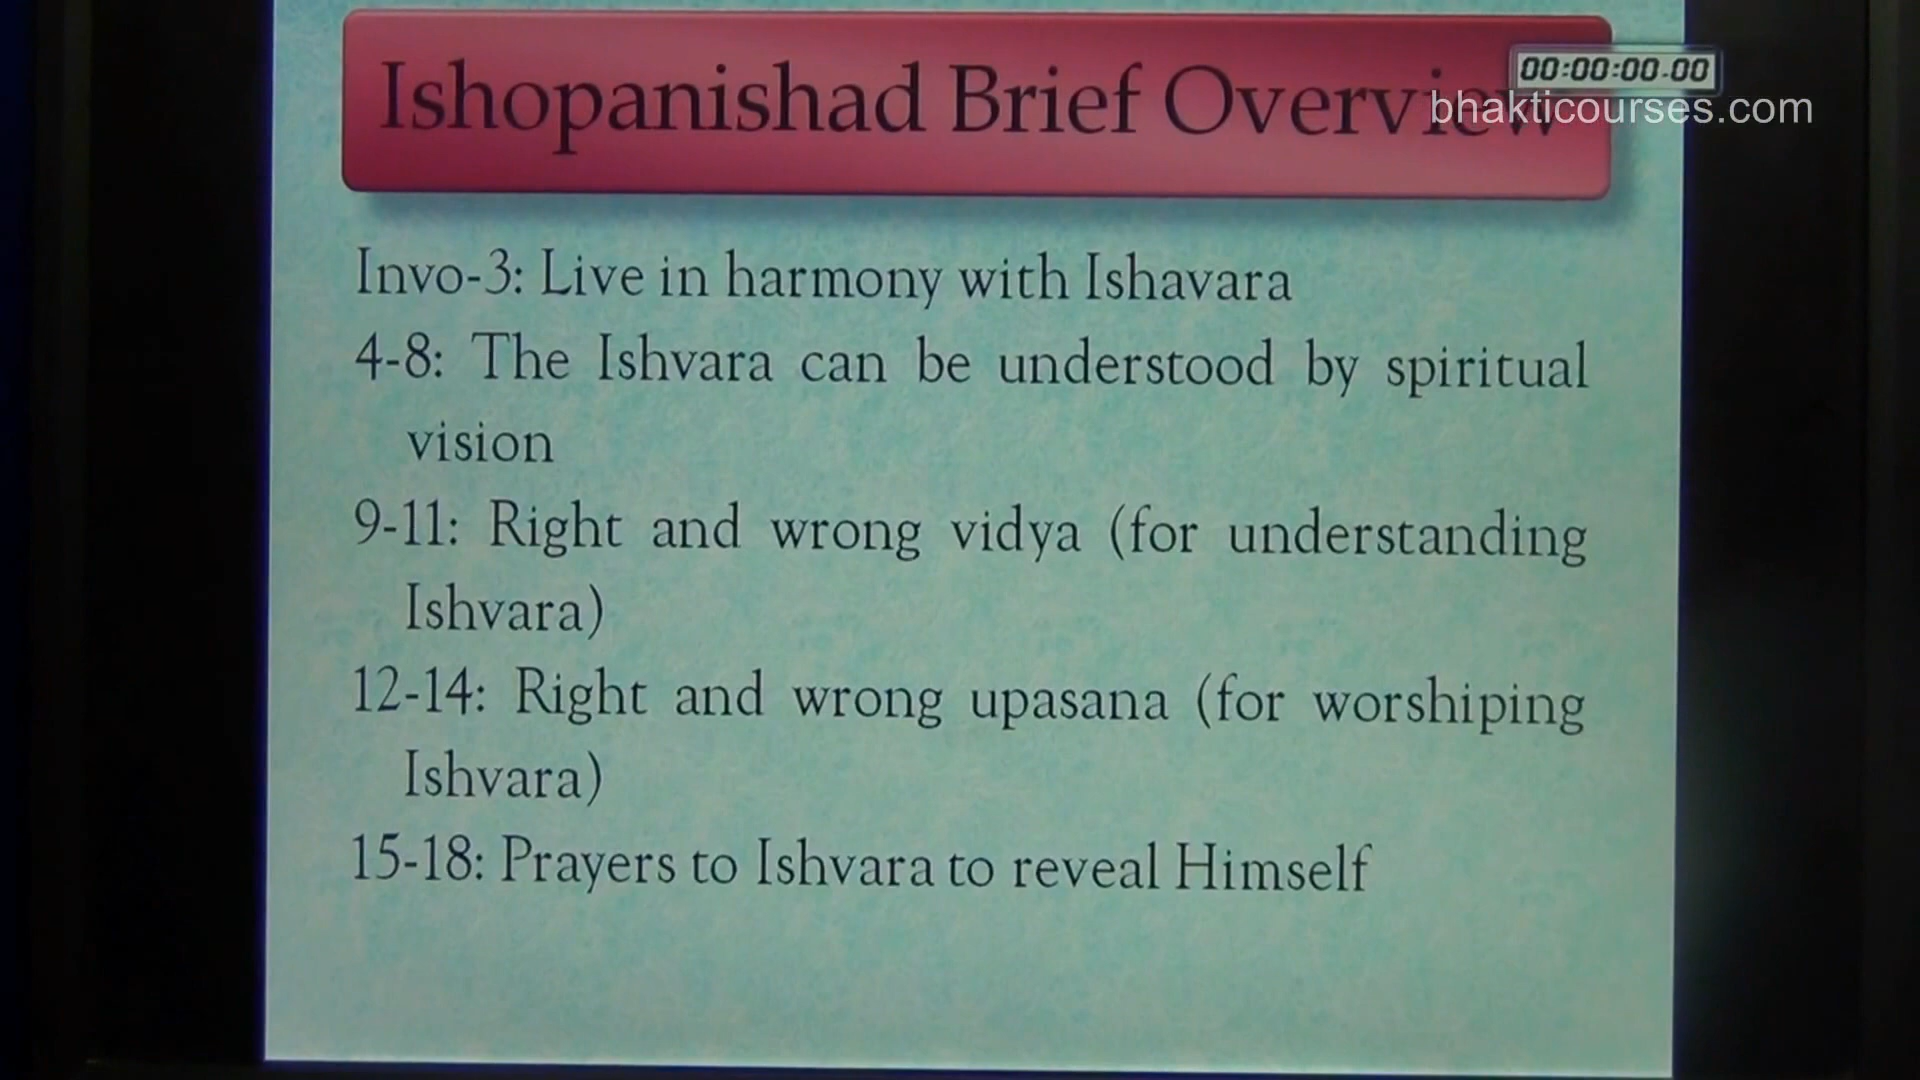 Ishopanishad Brief Overview
00:00:00.00
bhakticourses.com
Invo-3: Live in harmony with Ishavara
4-8: The Ishvara can be understood by spiritual
vision
9-11: Right and wrong vidya (for understanding
Ishvara)
12-14: Right and wrong upasana (for worshiping
Ishvara)
15-18: Prayers to Ishvara to reveal Himself